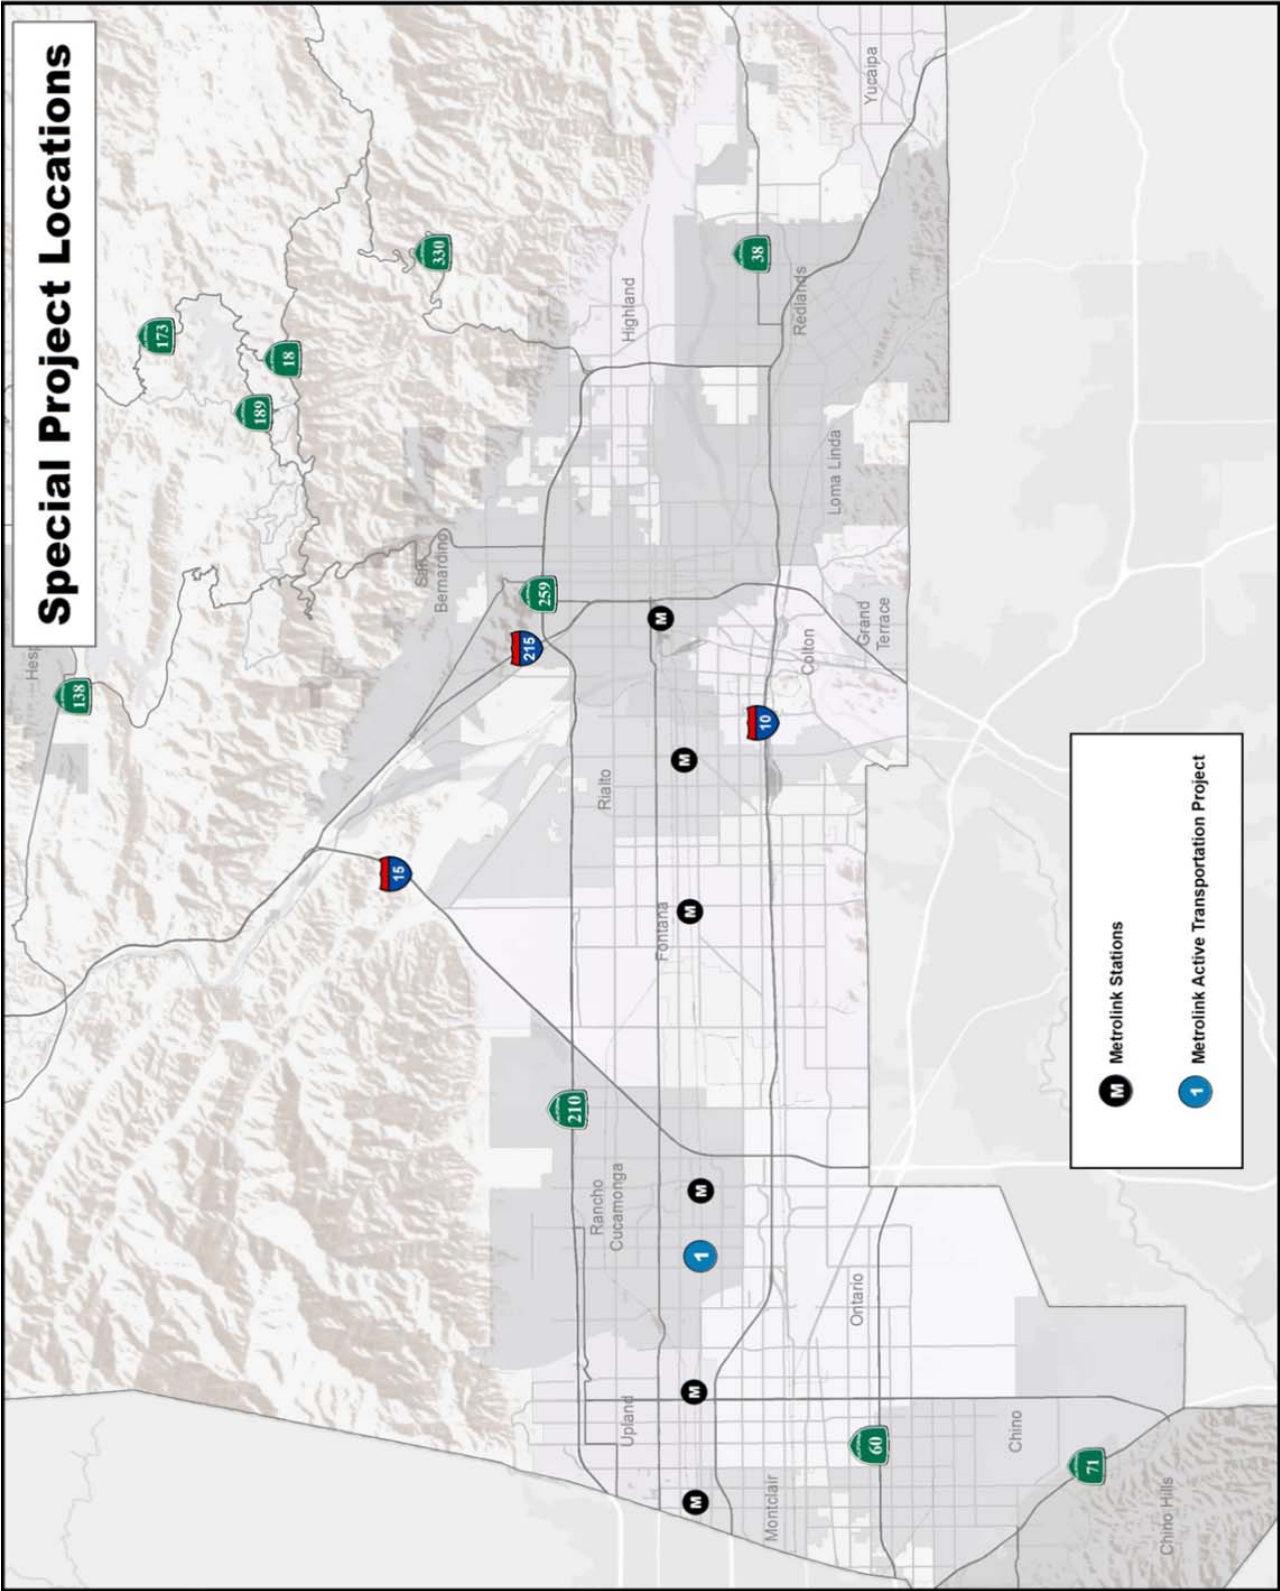 Special Project Locations
Hesp
138
173
18
189
330
San
Bernardino
259
215
15
Highland
38
Redlands
Yucaipa
Loma Linda
Grand
Terrace
Colton
10
M
M
Rialto
M
Fontana
210
Rancho
Cucamonga
M
1
Ontario
Upland
M
M
Montclair
60
Chino
71
Chino Hills
M Metrolink Stations
1 Metrolink Active Transportation Project